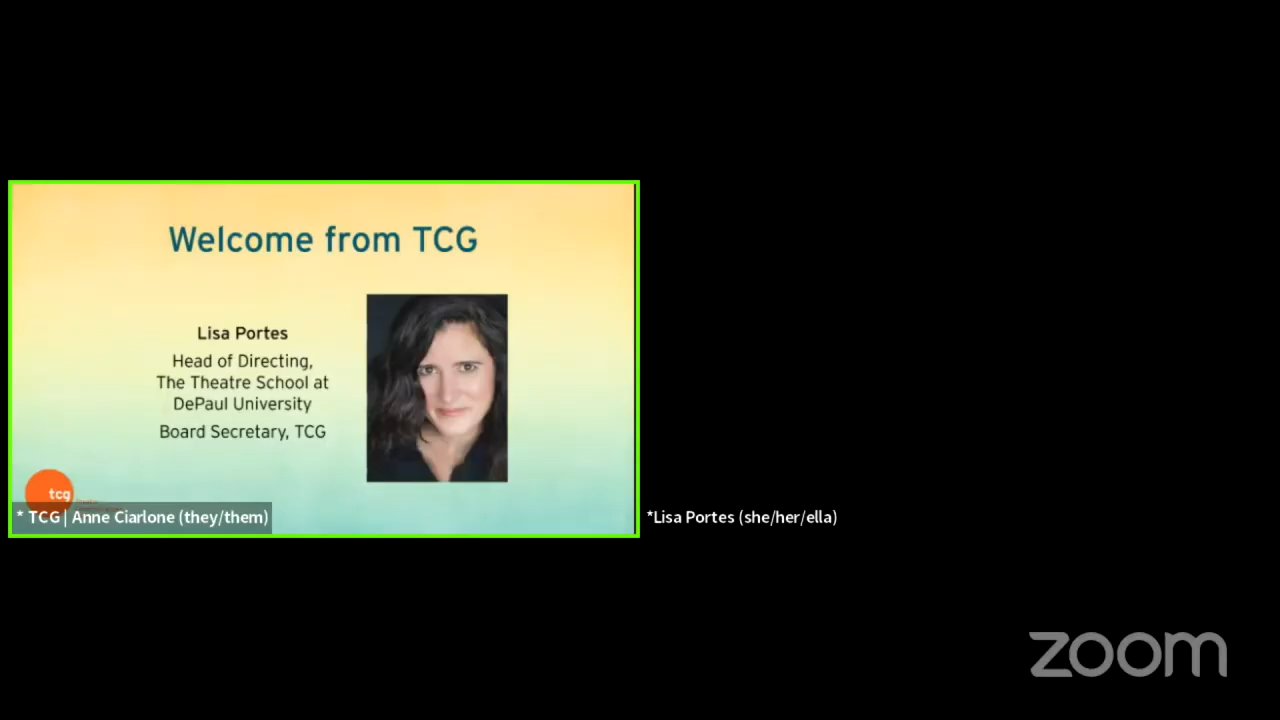 Welcome from TCG
Lisa Portes
Head of Directing,
The Theatre School at
DePaul University
Board Secretary, TCG
tcg
* TCG | Anne Ciarlone (they/them)
*Lisa Portes (she/her/ella)
zoom